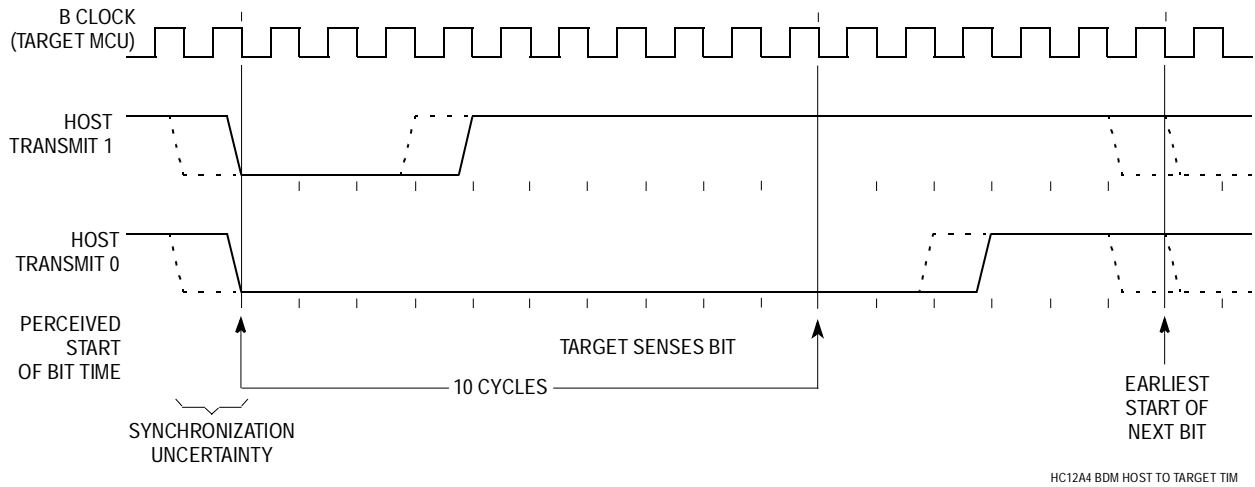 B CLOCK
(TARGET MCU)
HOST
TRANSMIT 1
HOST
TRANSMIT 0
PERCEIVED
START
OF BIT TIME
TARGET SENSES BIT
10 CYCLES
EARLIEST
START OF
NEXT BIT
SYNCHRONIZATION
UNCERTAINTY
HC12A4 BDM HOST TO TARGET TIM